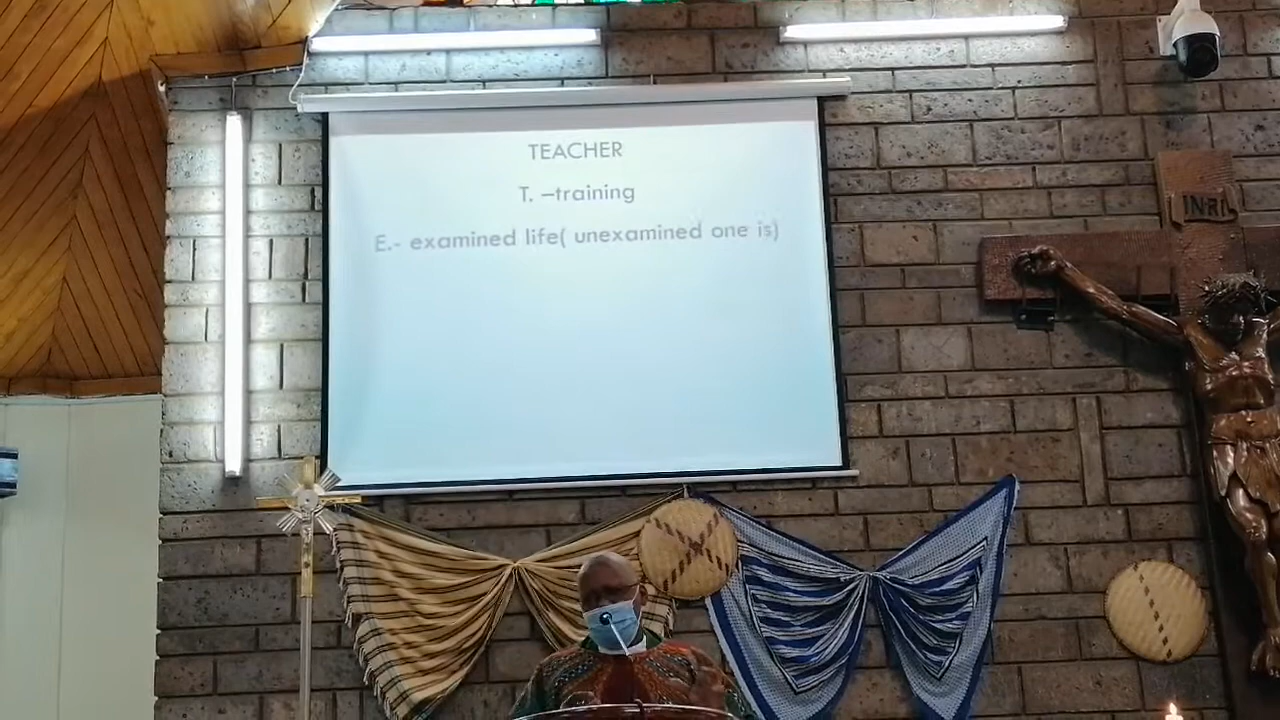 TEACHER
T. –training
E.- examined life( unexamined one is)
INRI